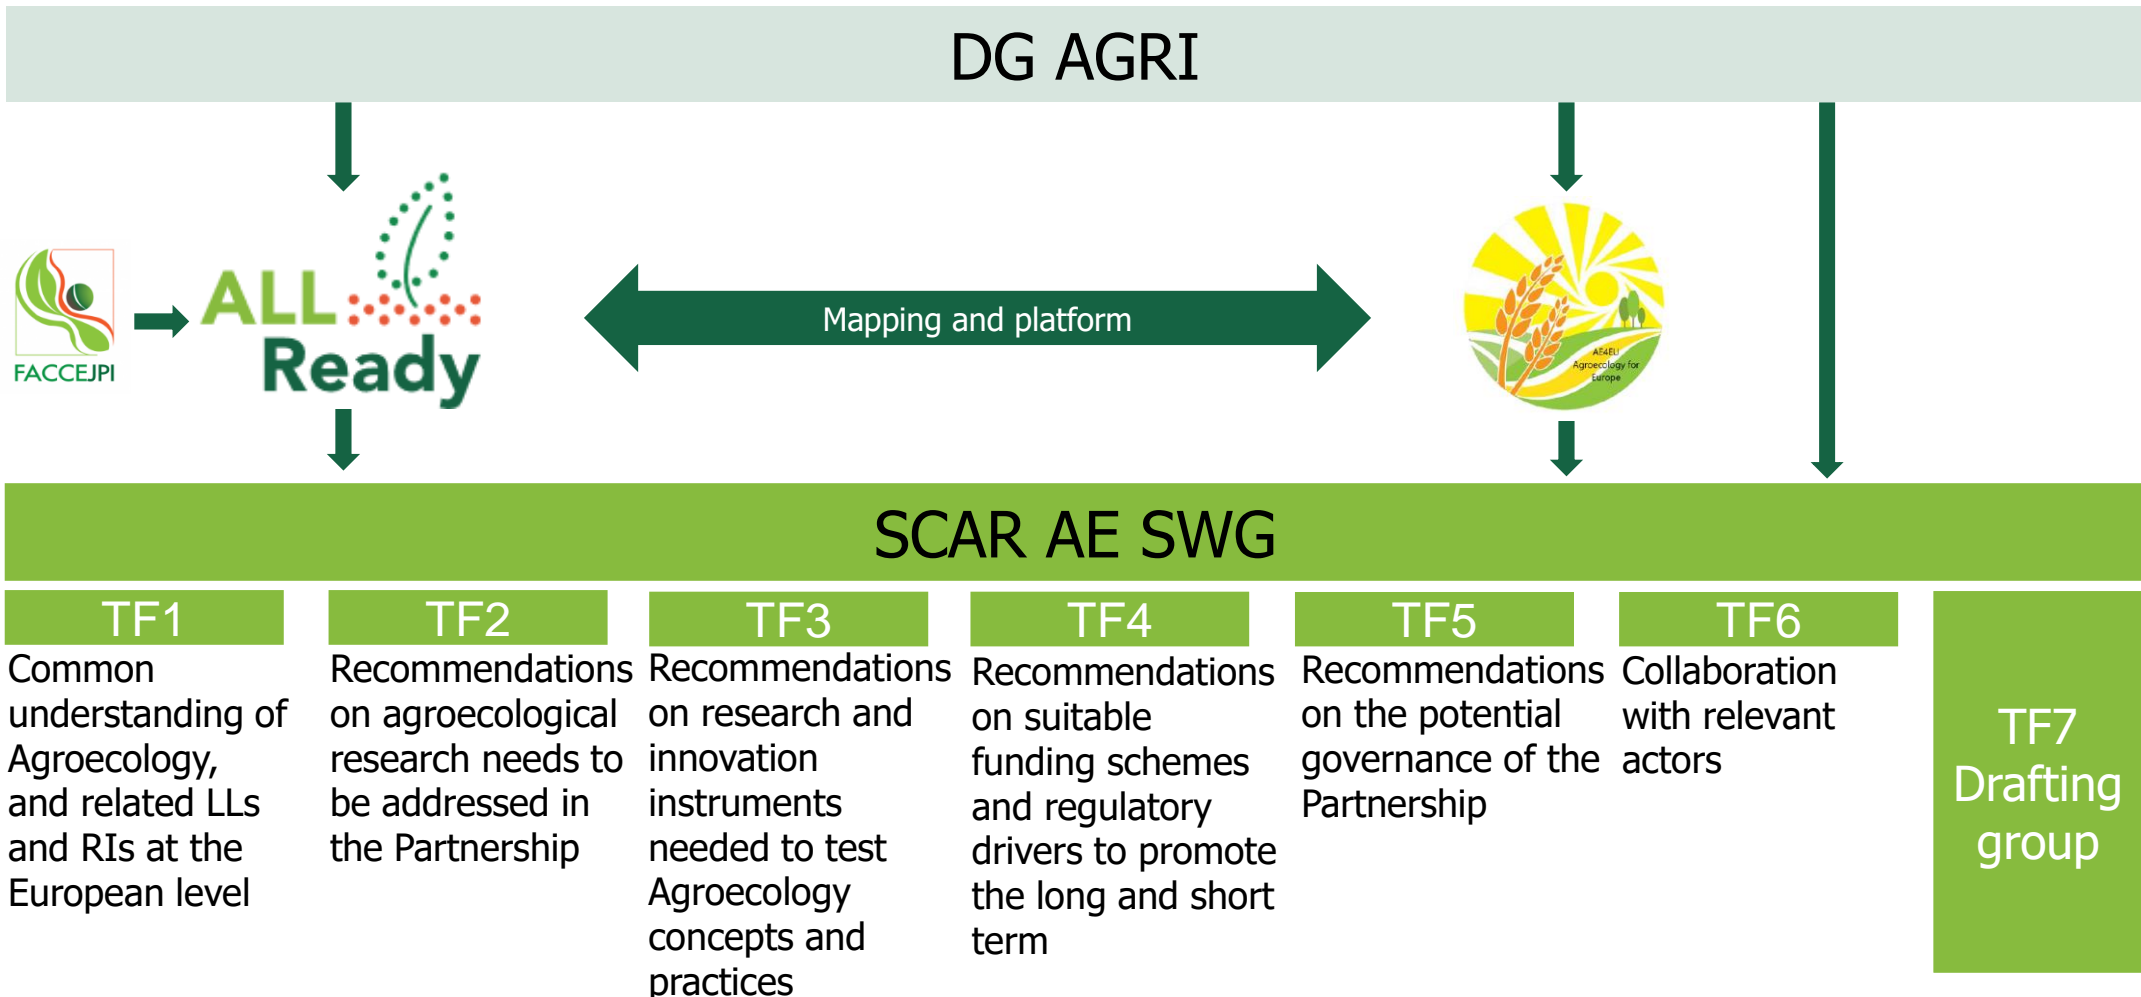 DG AGRI
FACCEJPI
ALL
Ready
Mapping and platform
AE4EU
Agroecology for
Europe
SCAR AE SWG
TF1
Common
understanding of
Agroecology,
and related LLs
and RIs at the
European level
TF2
Recommendations
on agroecological
research needs to
be addressed in
the Partnership
TF3
Recommendations
on research and
innovation
instruments
needed to test
Agroecology
concepts and
practices
TF4
Recommendations
on suitable
funding schemes
and regulatory
drivers to promote
the long and short
term
TF5
Recommendations
on the potential
governance of the
Partnership
TF6
Collaboration
with relevant
actors
TF7
Drafting
group